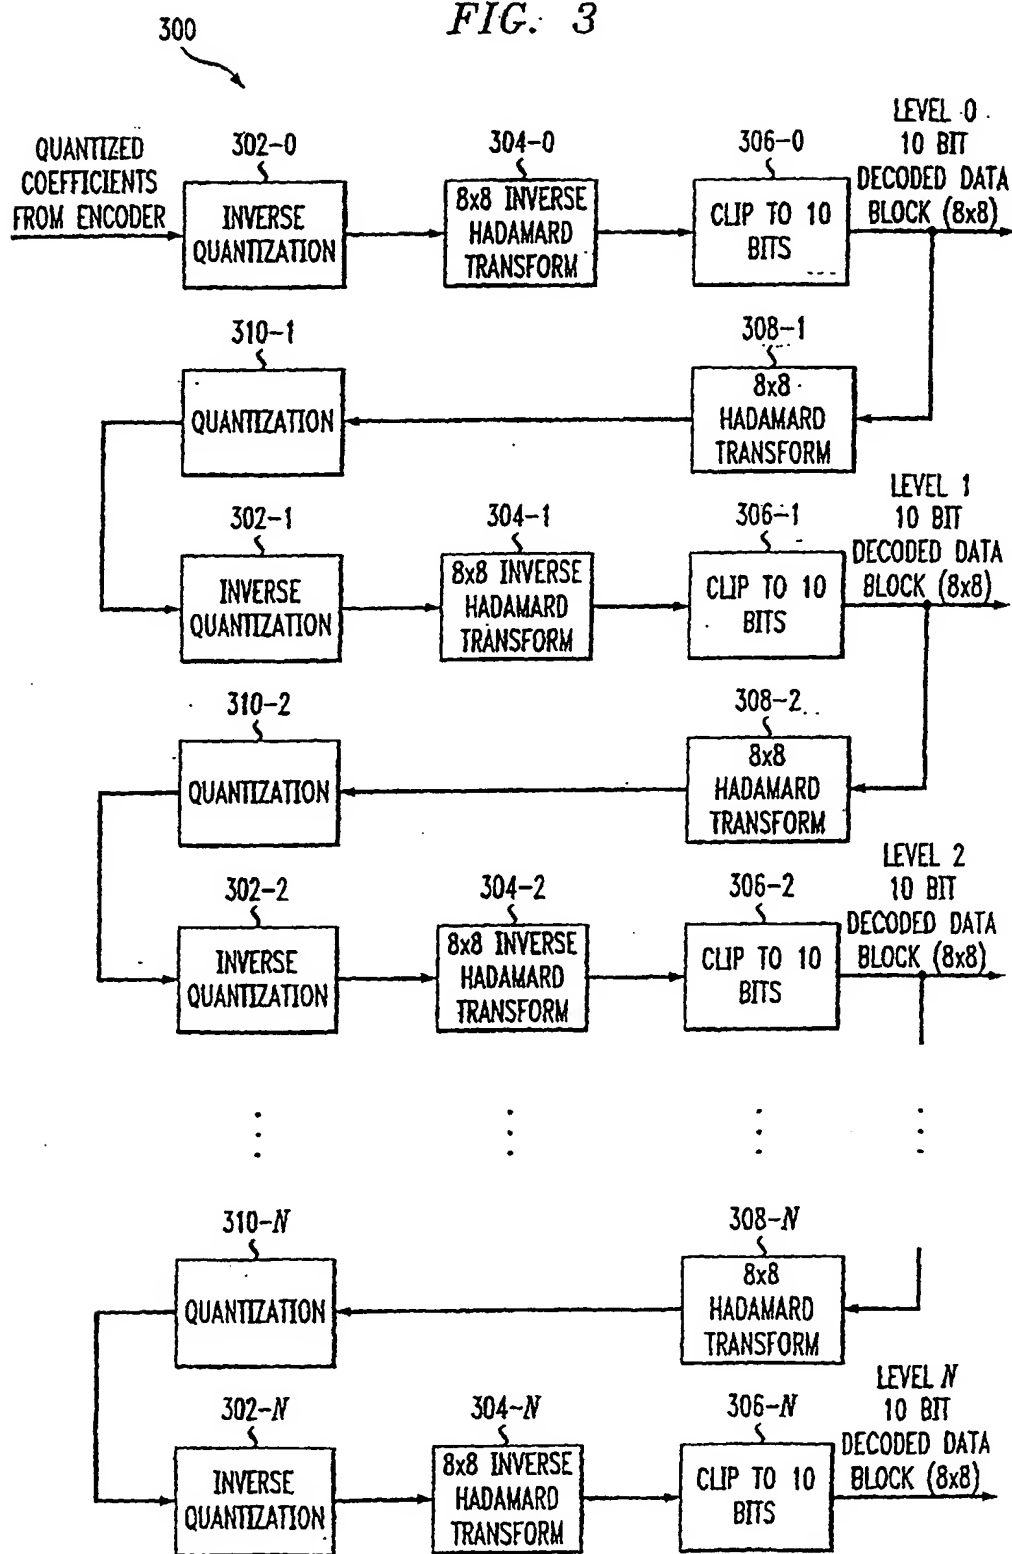 FIG. 3
300
QUANTIZED
COEFFICIENTS
FROM ENCODER
302-0
INVERSE
QUANTIZATION
304-0
8x8 INVERSE
HADAMARD
TRANSFORM
306-0
CLIP TO 10
BITS
LEVEL 0
10 BIT
DECODED DATA
BLOCK (8x8)
310-1
QUANTIZATION
308-1
8x8
HADAMARD
TRANSFORM
302-1
INVERSE
QUANTIZATION
304-1
8x8 INVERSE
HADAMARD
TRANSFORM
306-1
CLIP TO 10
BITS
LEVEL 1
10 BIT
DECODED DATA
BLOCK (8x8)
310-2
QUANTIZATION
308-2
8x8
HADAMARD
TRANSFORM
302-2
INVERSE
QUANTIZATION
304-2
8x8 INVERSE
HADAMARD
TRANSFORM
306-2
CLIP TO 10
BITS
LEVEL 2
10 BIT
DECODED DATA
BLOCK (8x8)
310-N
QUANTIZATION
308-N
8x8
HADAMARD
TRANSFORM
302-N
INVERSE
QUANTIZATION
304-N
8x8 INVERSE
HADAMARD
TRANSFORM
306-N
CLIP TO 10
BITS
LEVEL N
10 BIT
DECODED DATA
BLOCK (8x8)